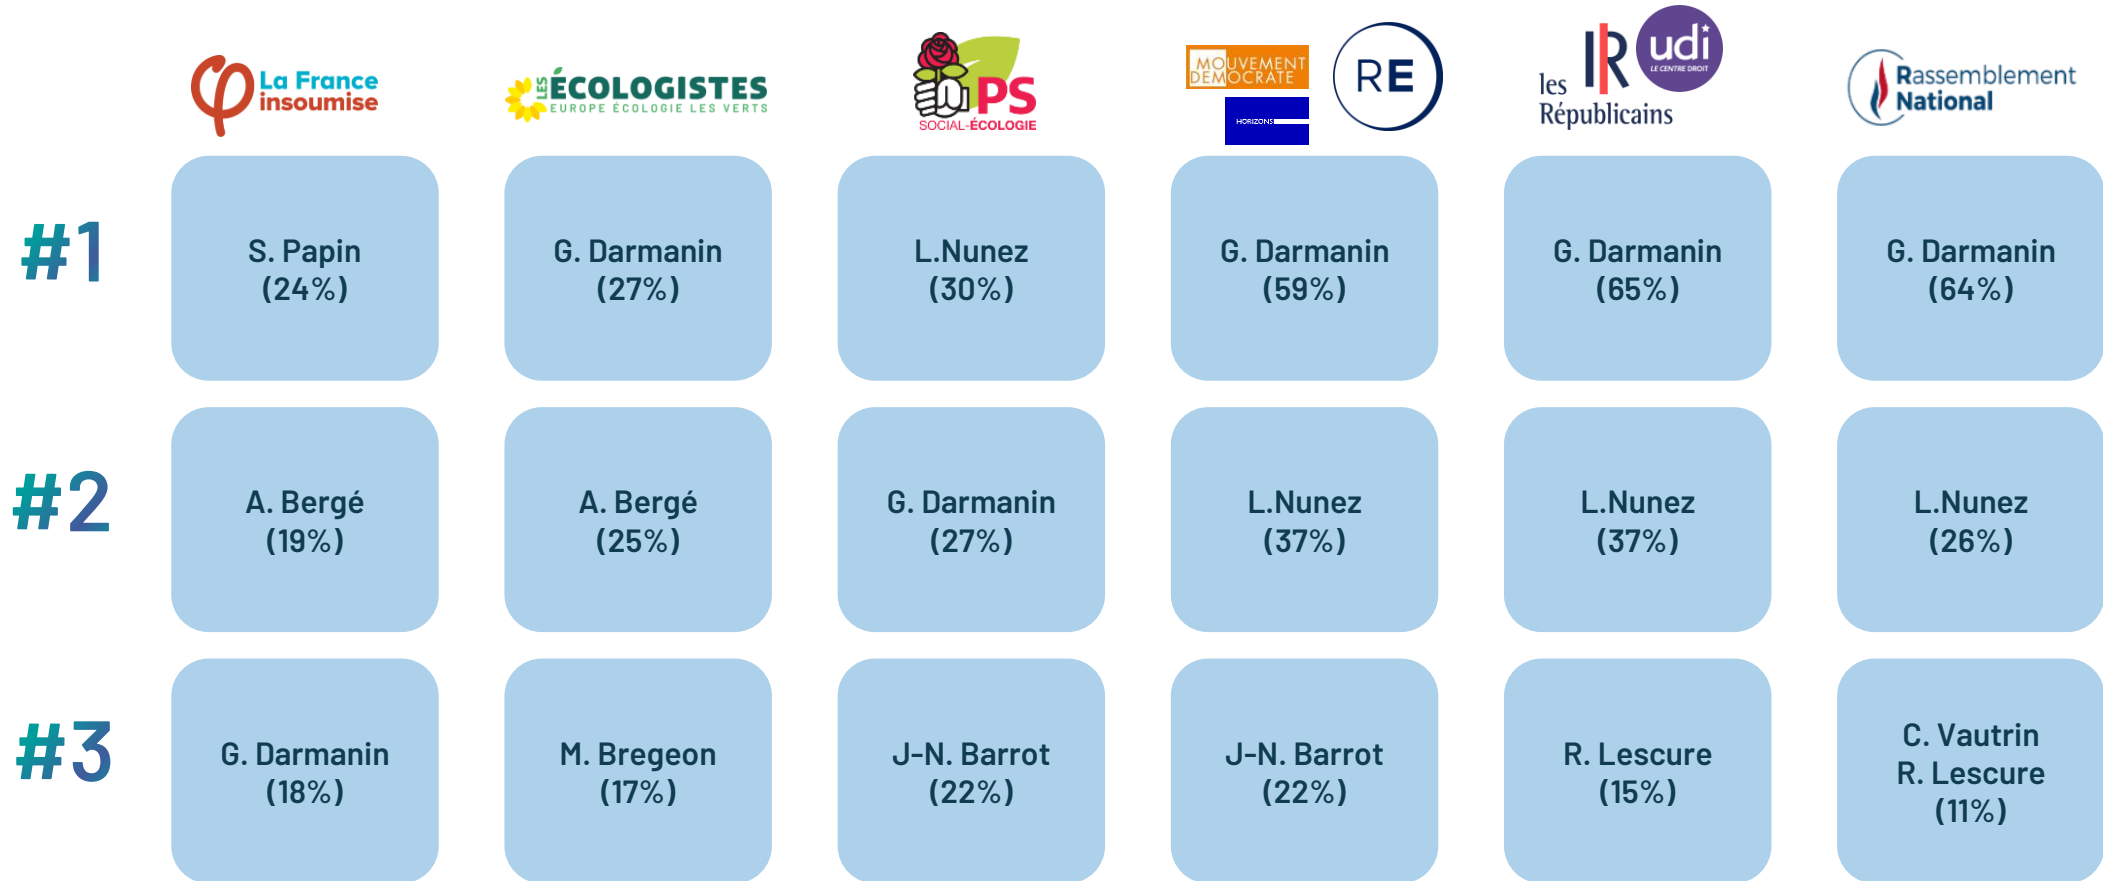 La France
insoumise
LES ÉCOLOGISTES
EUROPE ÉCOLOGIE LES VERTS
PS
SOCIAL-ÉCOLOGIE
MOUVEMENT
DÉMOCRATE
HORIZONS
RE
les
Républicains
lR
udi
LE CENTRE DROIT
Rassemblement
National
#1
S. Papin
(24%)
G. Darmanin
(27%)
L.Nunez
(30%)
G. Darmanin
(59%)
G. Darmanin
(65%)
G. Darmanin
(64%)
#2
A. Bergé
(19%)
A. Bergé
(25%)
G. Darmanin
(27%)
L.Nunez
(37%)
L.Nunez
(37%)
L.Nunez
(26%)
#3
G. Darmanin
(18%)
M. Bregeon
(17%)
J-N. Barrot
(22%)
J-N. Barrot
(22%)
R. Lescure
(15%)
C. Vautrin
R. Lescure
(11%)